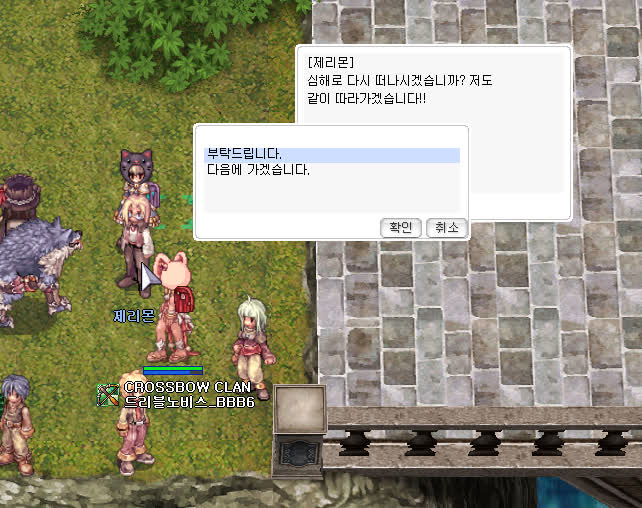 [제리몬]
심해로 다시 떠나시겠습니까? 저도
같이 따라가겠습니다!!
부탁드립니다.
다음에 가겠습니다.
확인 취소
제리몬
CROSSBOW CLAN
드리블노비스_BBB6